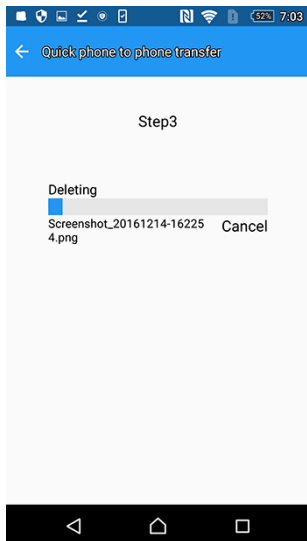 52% 7:03
Quick phone to phone transfer
Step3
Deleting
Screenshot_20161214-16225
4.png
Cancel